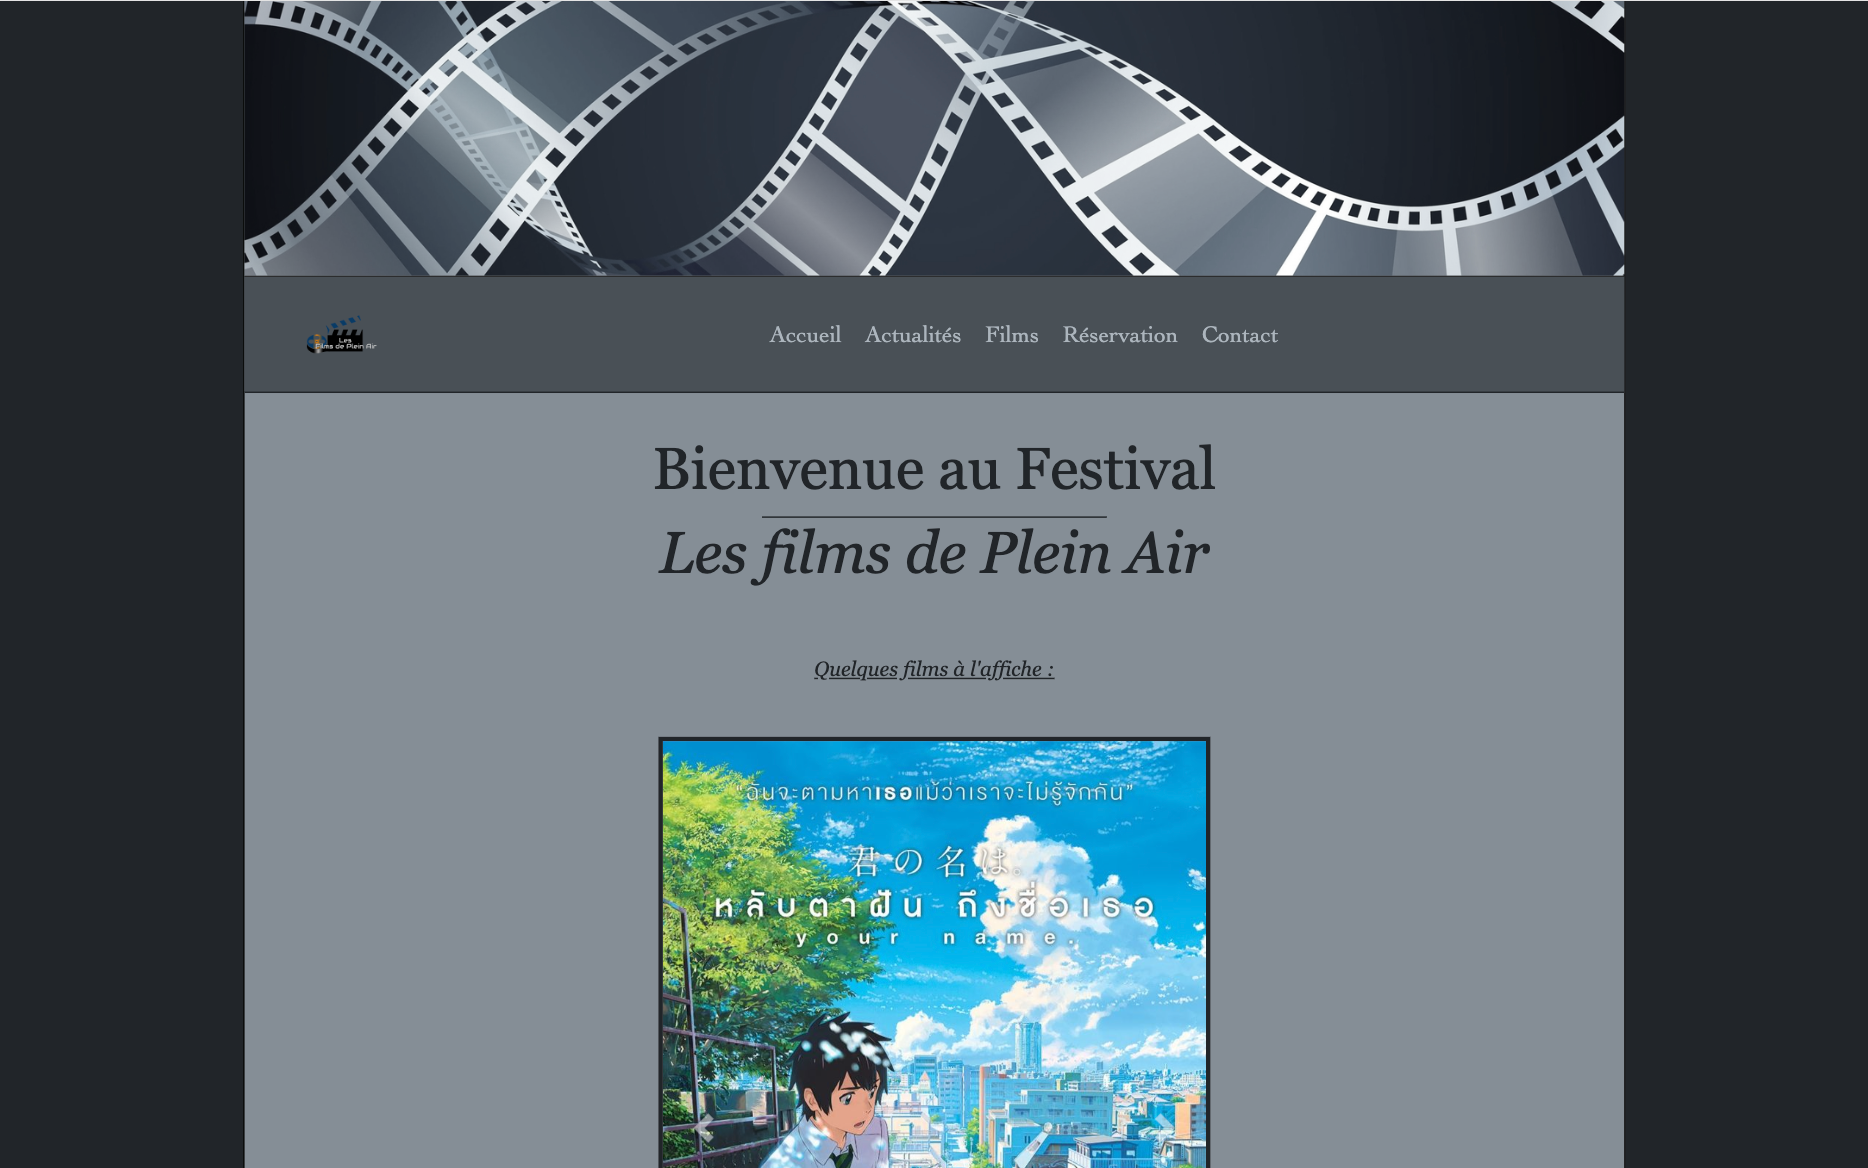 Les
Films de Plein Air
Accueil Actualités Films Réservation Contact
Bienvenue au Festival
Les films de Plein Air
Quelques films à l'affiche :
"ฉันจะตามหาเธอแม้ว่าเราจะไม่รู้จักกัน"
君の名は。
หลับตาฝัน ถึงชื่อเธอ
your name.